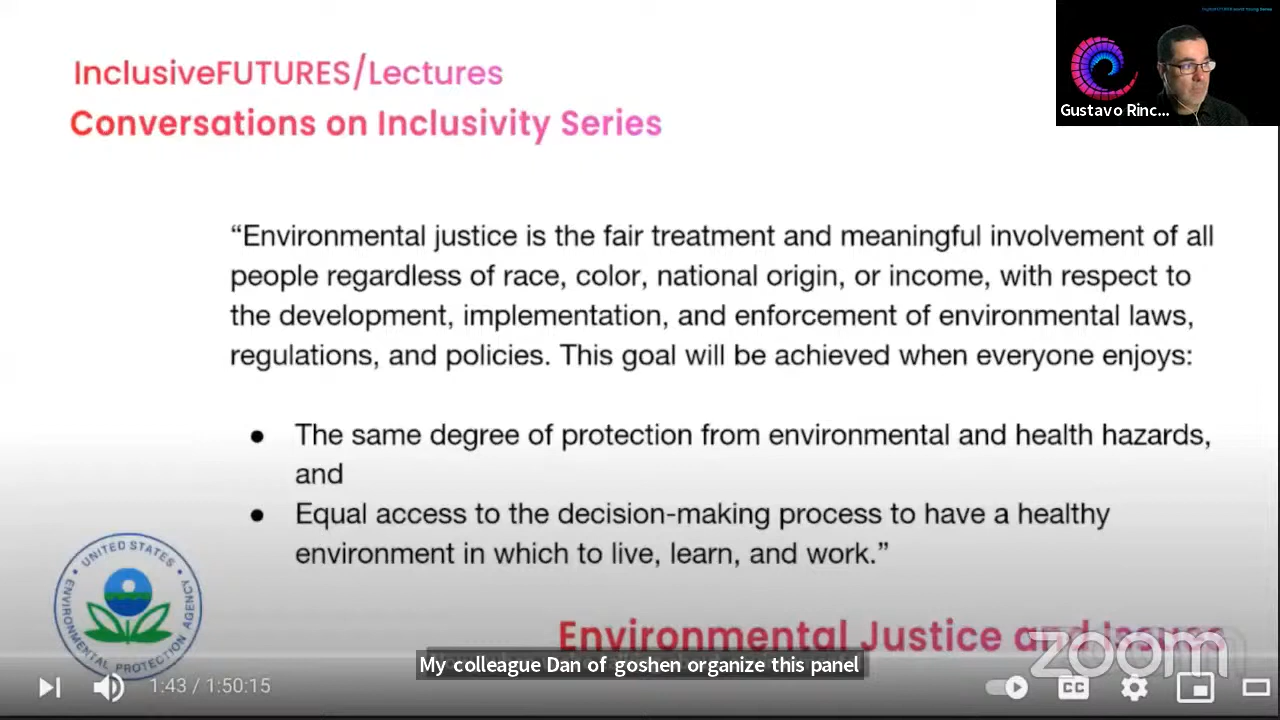 InclusiveFUTURES/Lectures
Conversations on Inclusivity Series
Gustavo Rinc...
“Environmental justice is the fair treatment and meaningful involvement of all
people regardless of race, color, national origin, or income, with respect to
the development, implementation, and enforcement of environmental laws,
regulations, and policies. This goal will be achieved when everyone enjoys:
● The same degree of protection from environmental and health hazards,
and
● Equal access to the decision-making process to have a healthy
environment in which to live, learn, and work.”
UNITED STATES
ENVIRONMENTAL PROTECTION AGENCY
Environmental Justice and Issues
zoom
My colleague Dan of goshen organize this panel
1:43 / 1:50:15
CC